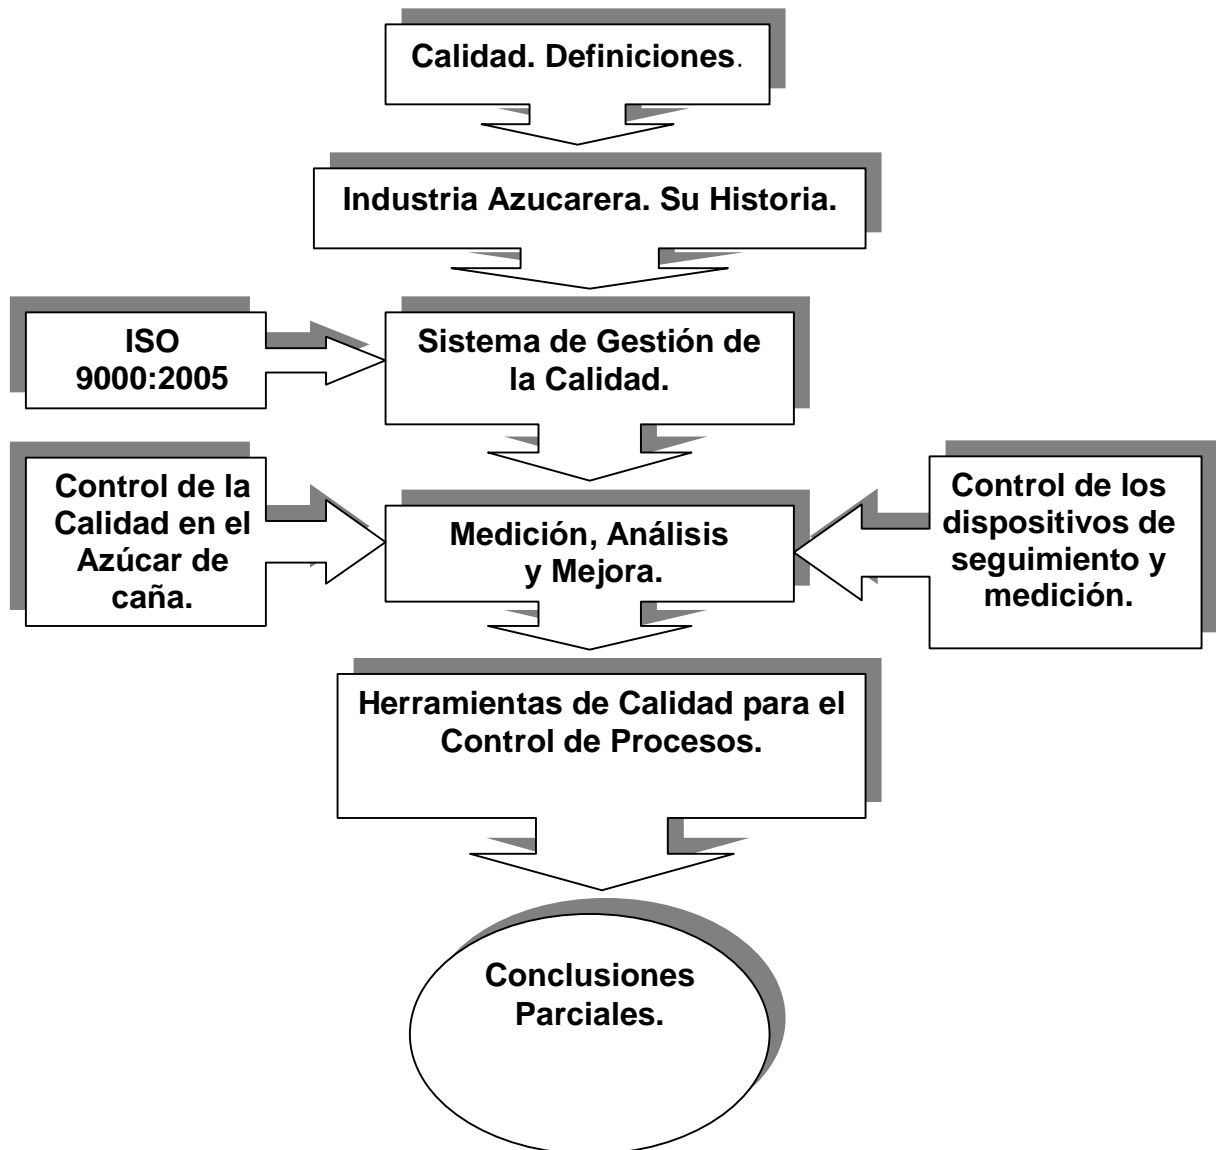 Calidad. Definiciones.
Industria Azucarera. Su Historia.
ISO
9000:2005
Sistema de Gestión de
la Calidad.
Control de la
Calidad en el
Azúcar de
caña.
Medición, Análisis
y Mejora.
Control de los
dispositivos de
seguimiento y
medición.
Herramientas de Calidad para el
Control de Procesos.
Conclusiones
Parciales.